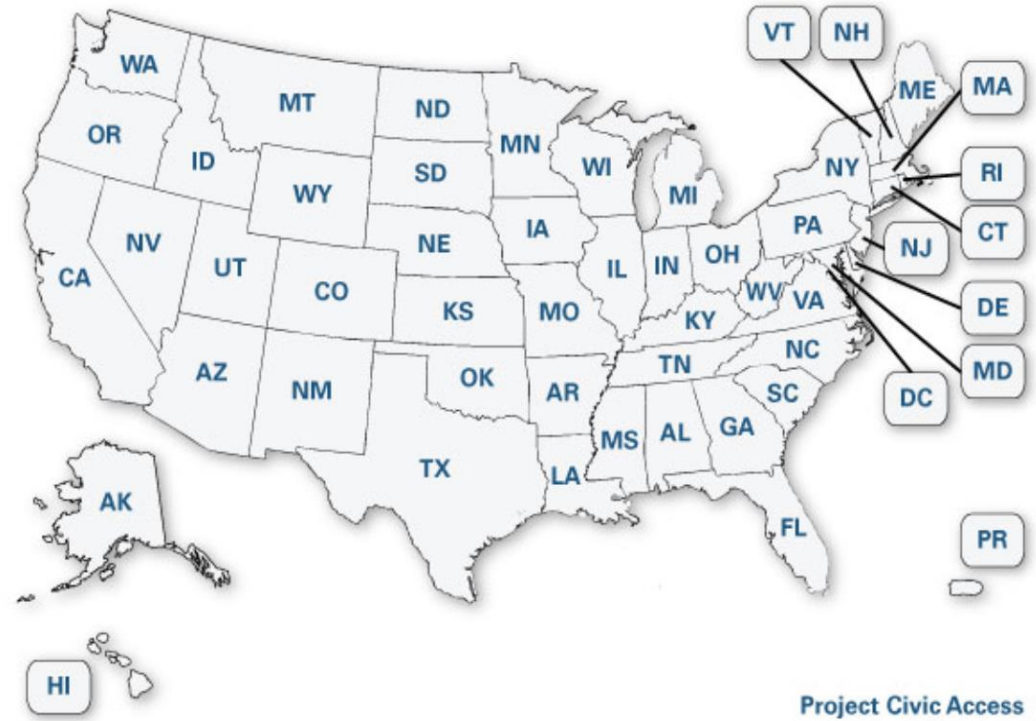 VT
NH
WA
ME
MA
MT
ND
OR
MN
ID
SD
WI
NY
RI
WY
MI
PA
CT
NV
NE
IA
NJ
UT
OH
CA
CO
IL
IN
WV
VA
DE
KS
MO
KY
NC
MD
AZ
NM
OK
TN
AR
SC
DC
MS
AL
GA
TX
LA
AK
FL
PR
HI
Project Civic Access